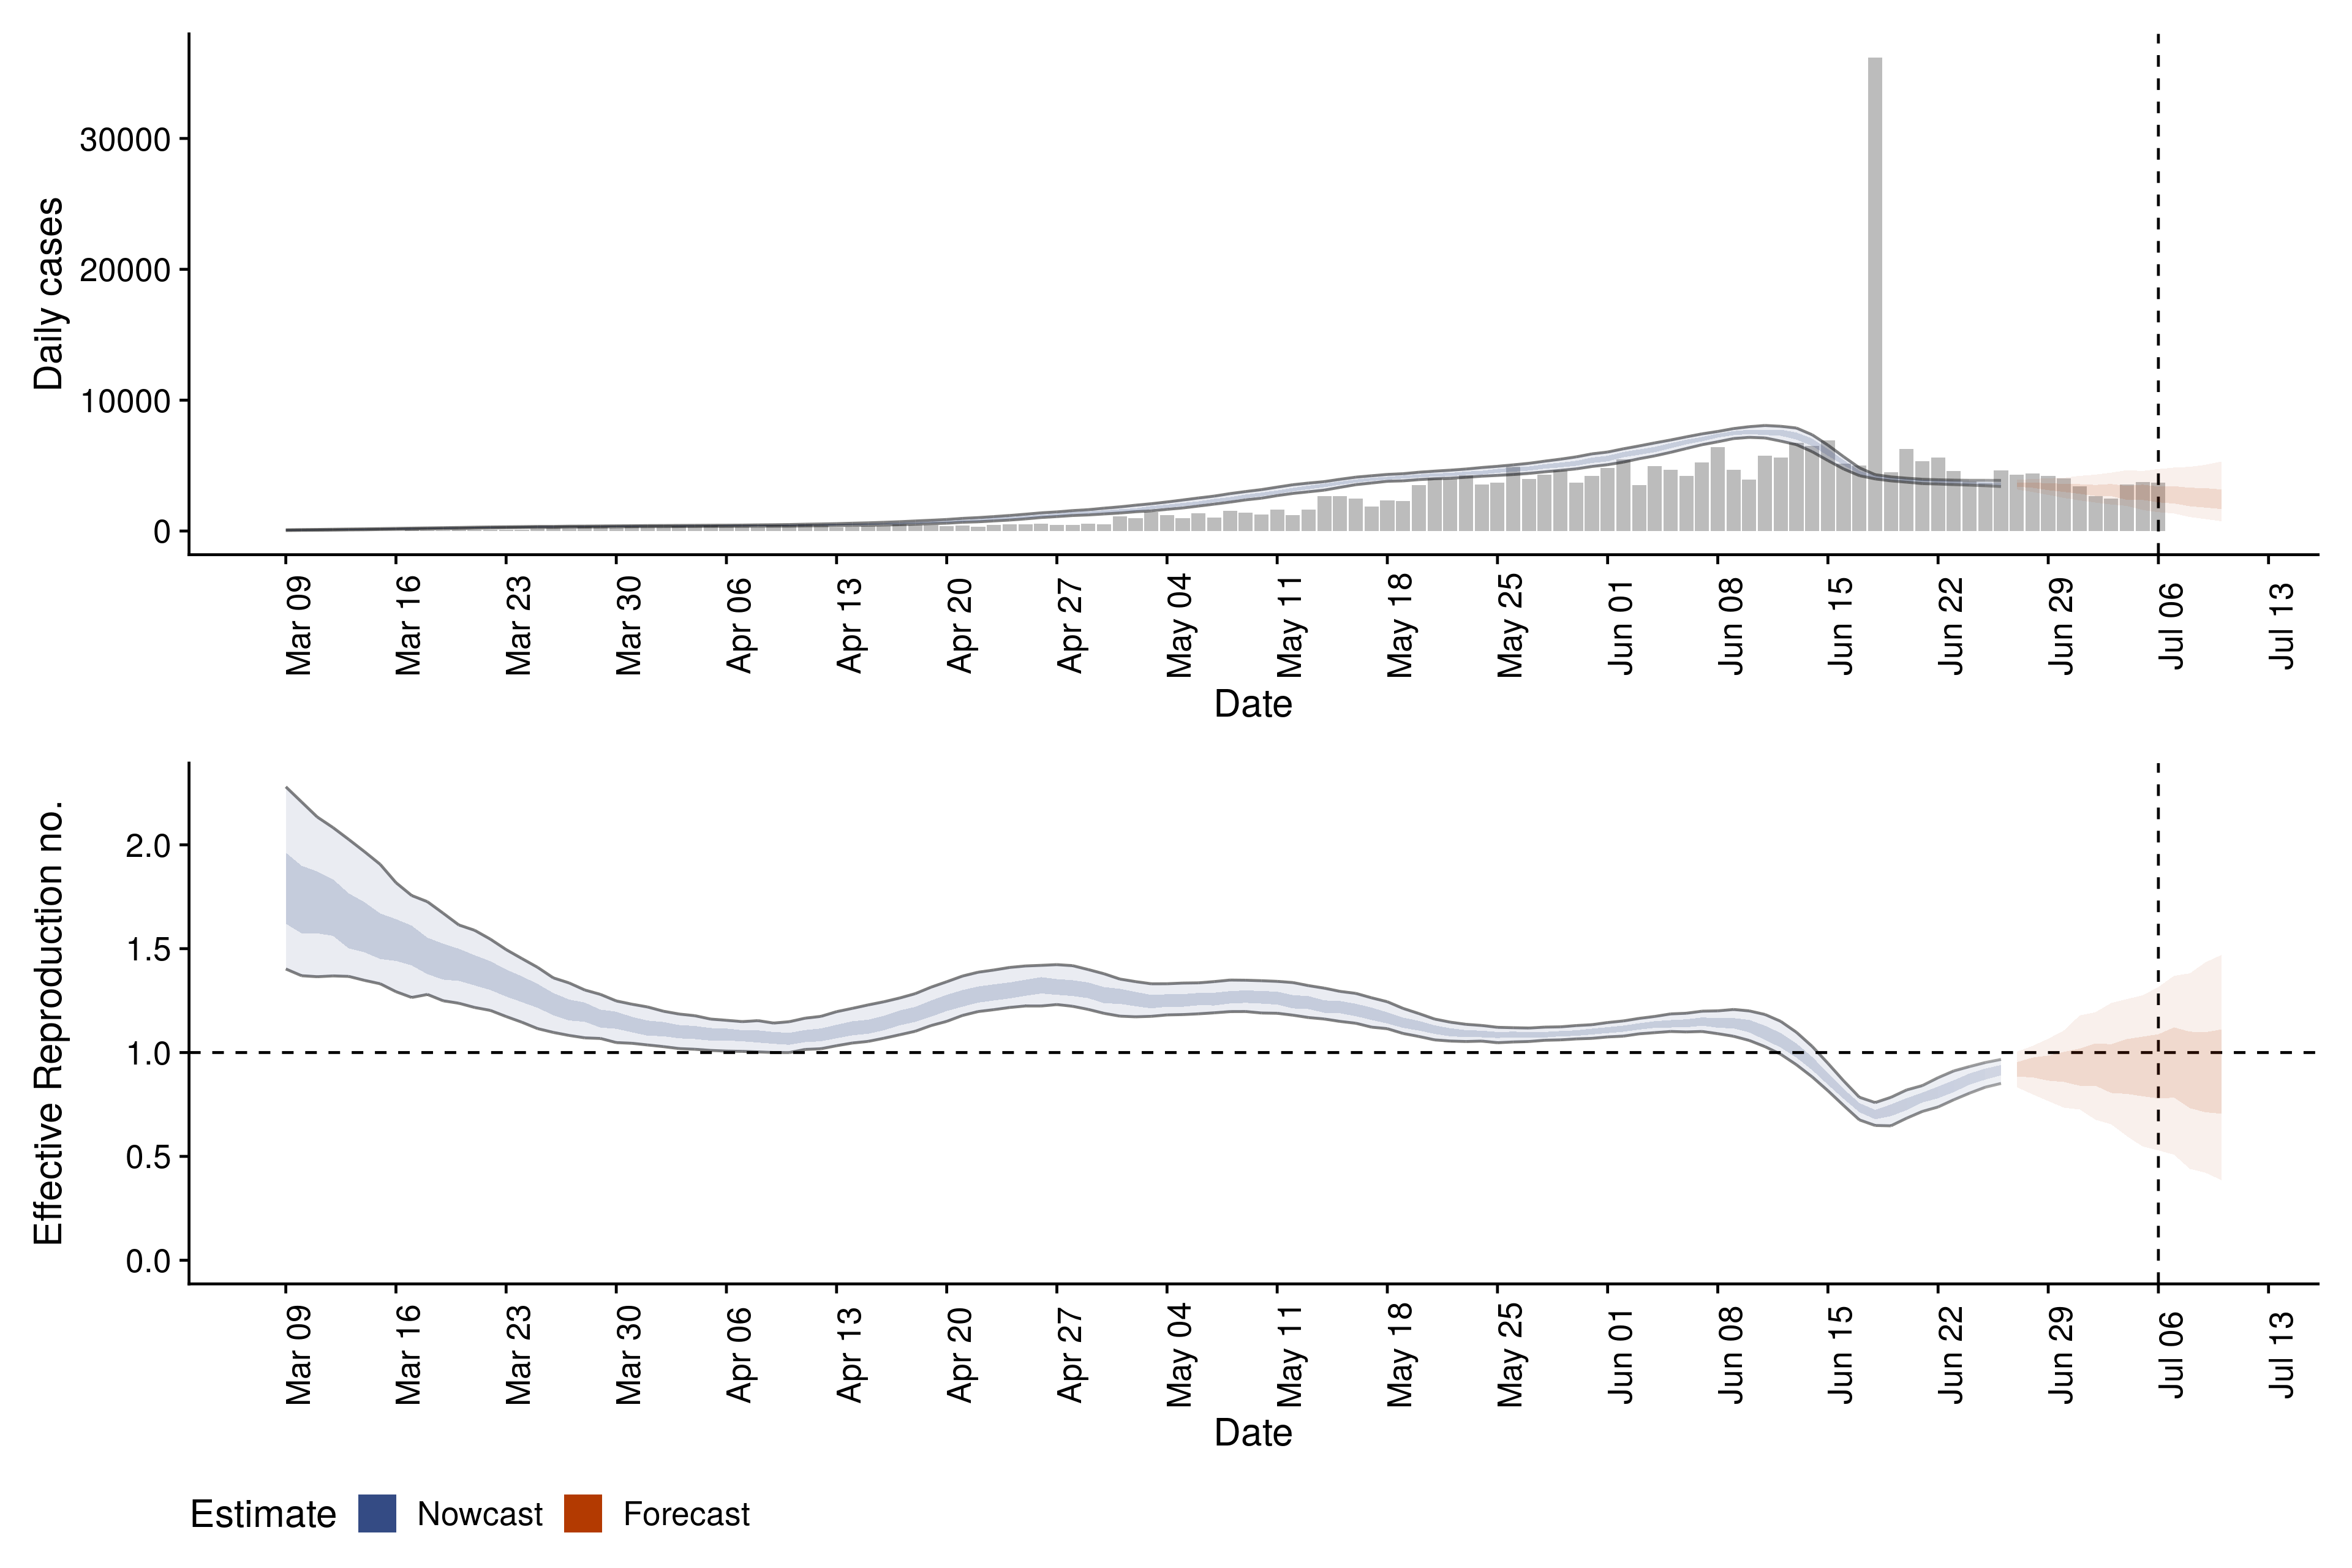 Daily cases
30000
20000
10000
0
Mar 09
Mar 16
Mar 23
Mar 30
Apr 06
Apr 13
Apr 20
Apr 27
May 04
May 11
May 18
May 25
Jun 01
Jun 08
Jun 15
Jun 22
Jun 29
Jul 06
Jul 13
Date
Effective Reproduction no.
2.0
1.5
1.0
0.5
0.0
Mar 09
Mar 16
Mar 23
Mar 30
Apr 06
Apr 13
Apr 20
Apr 27
May 04
May 11
May 18
May 25
Jun 01
Jun 08
Jun 15
Jun 22
Jun 29
Jul 06
Jul 13
Date
Estimate Nowcast Forecast